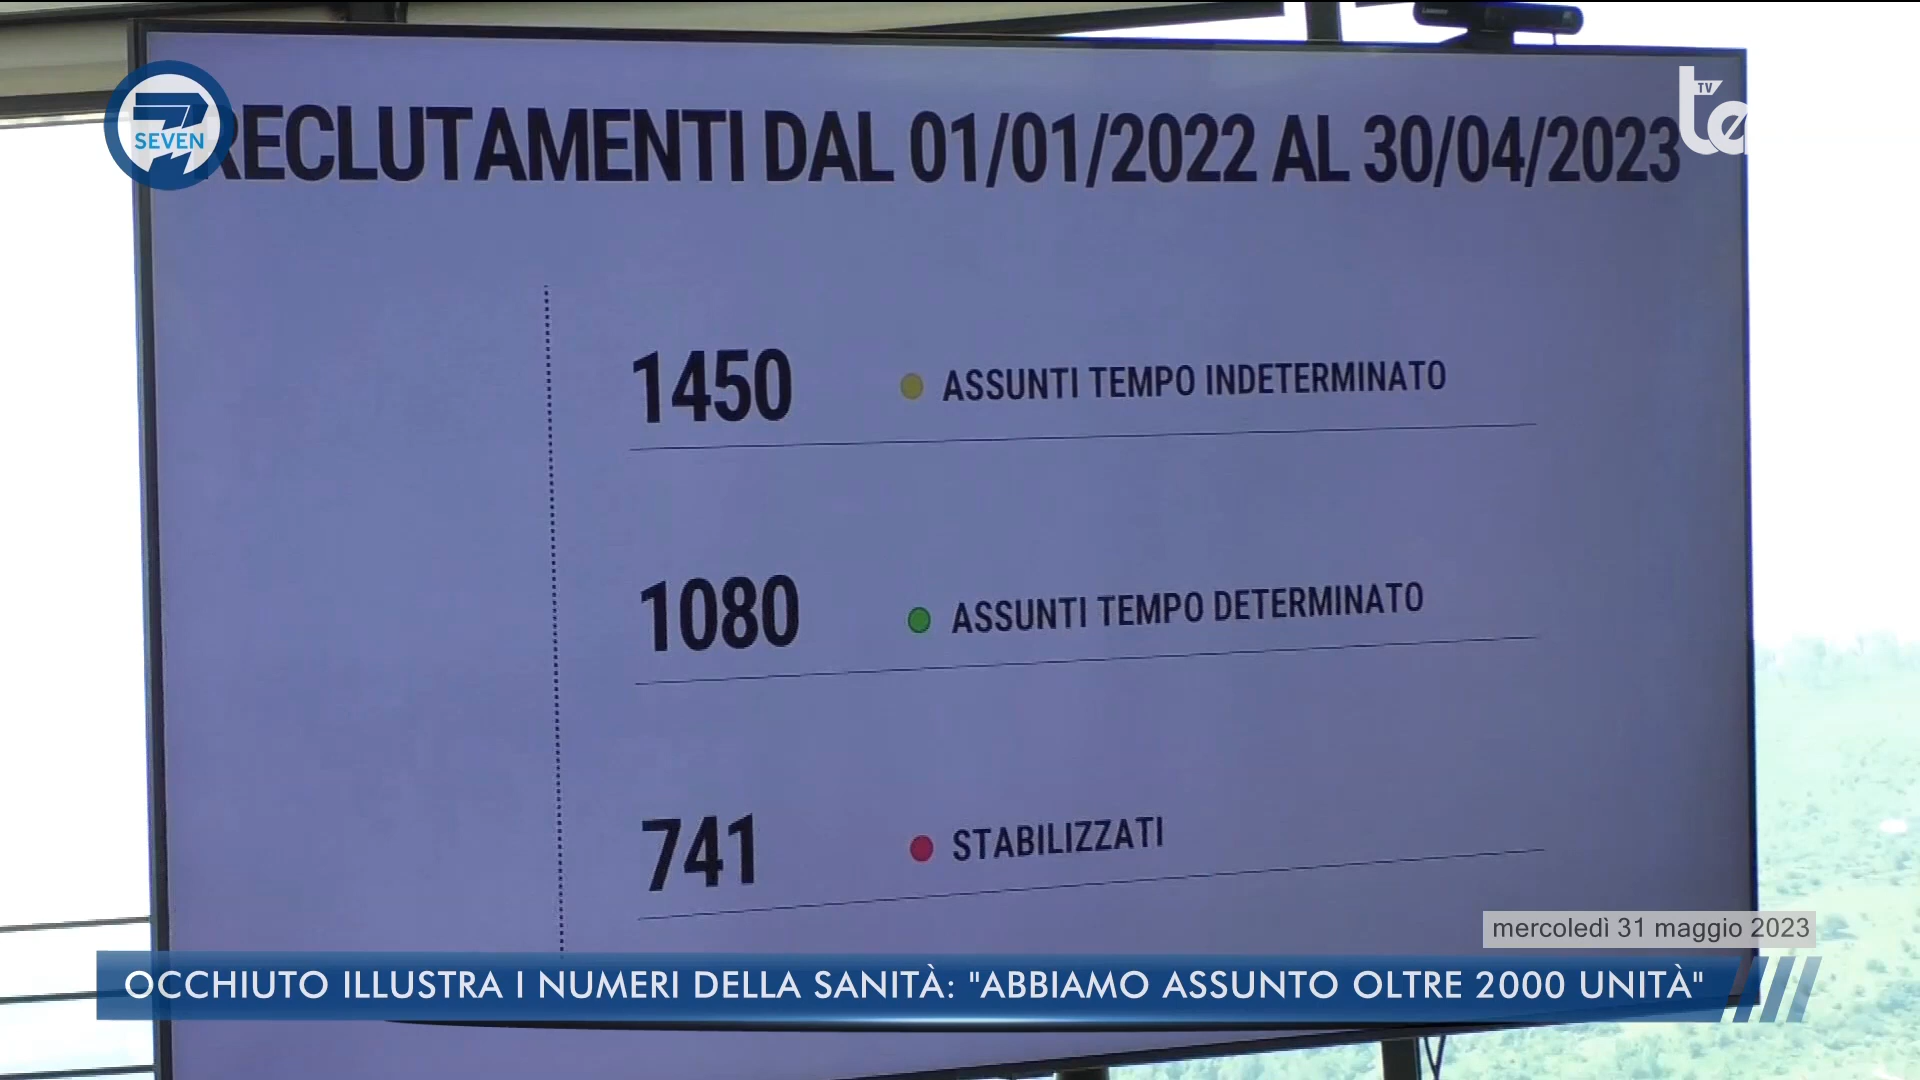 SEVEN
TV
te
RECLUTAMENTI DAL 01/01/2022 AL 30/04/2023
1450 ASSUNTI TEMPO INDETERMINATO
1080 ASSUNTI TEMPO DETERMINATO
741 STABILIZZATI
mercoledì 31 maggio 2023
OCCHIUTO ILLUSTRA I NUMERI DELLA SANITÀ: "ABBIAMO ASSUNTO OLTRE 2000 UNITÀ"